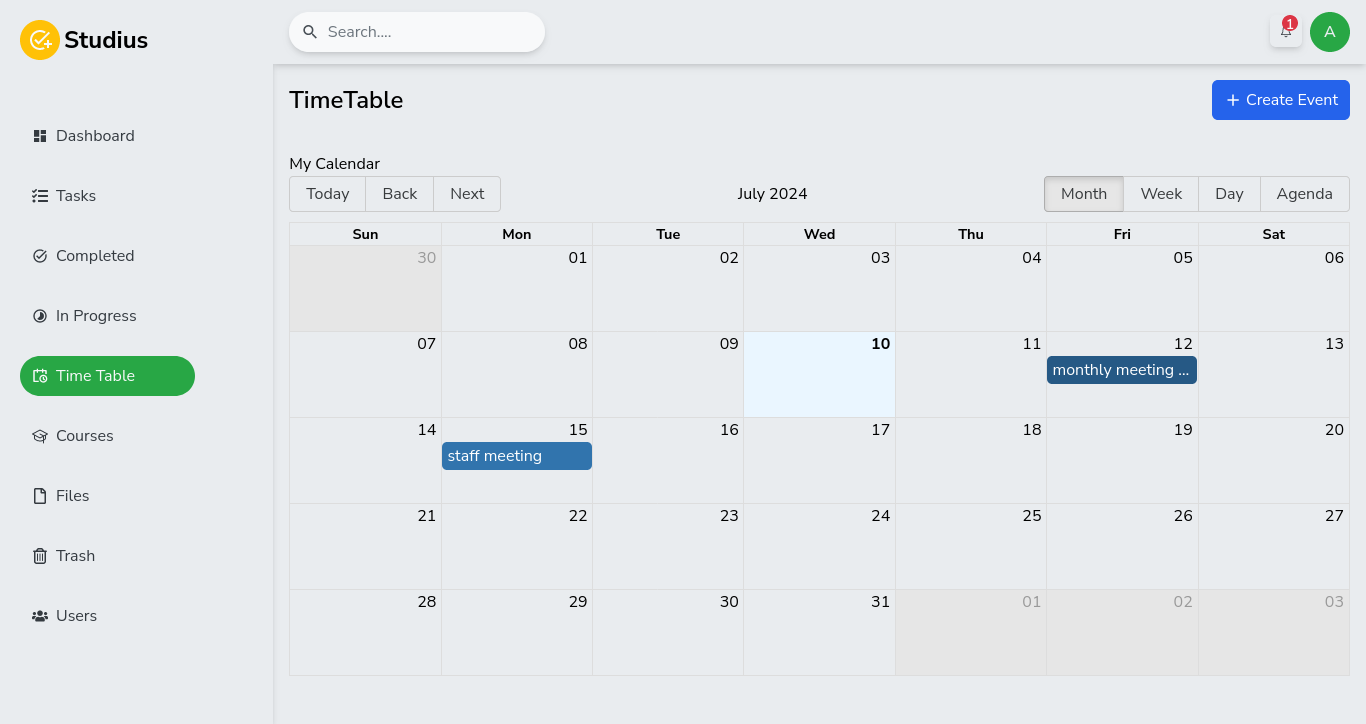 Studius
Search....
1
A
Dashboard
Tasks
Completed
In Progress
Time Table
Courses
Files
Trash
Users
TimeTable
Create Event
My Calendar
Today Back Next
July 2024
Month Week Day Agenda
Sun Mon Tue Wed Thu Fri Sat
30 01 02 03 04 05 06
07 08 09 10 11 12 13
monthly meeting ...
14 15 16 17 18 19 20
staff meeting
21 22 23 24 25 26 27
28 29 30 31 01 02 03